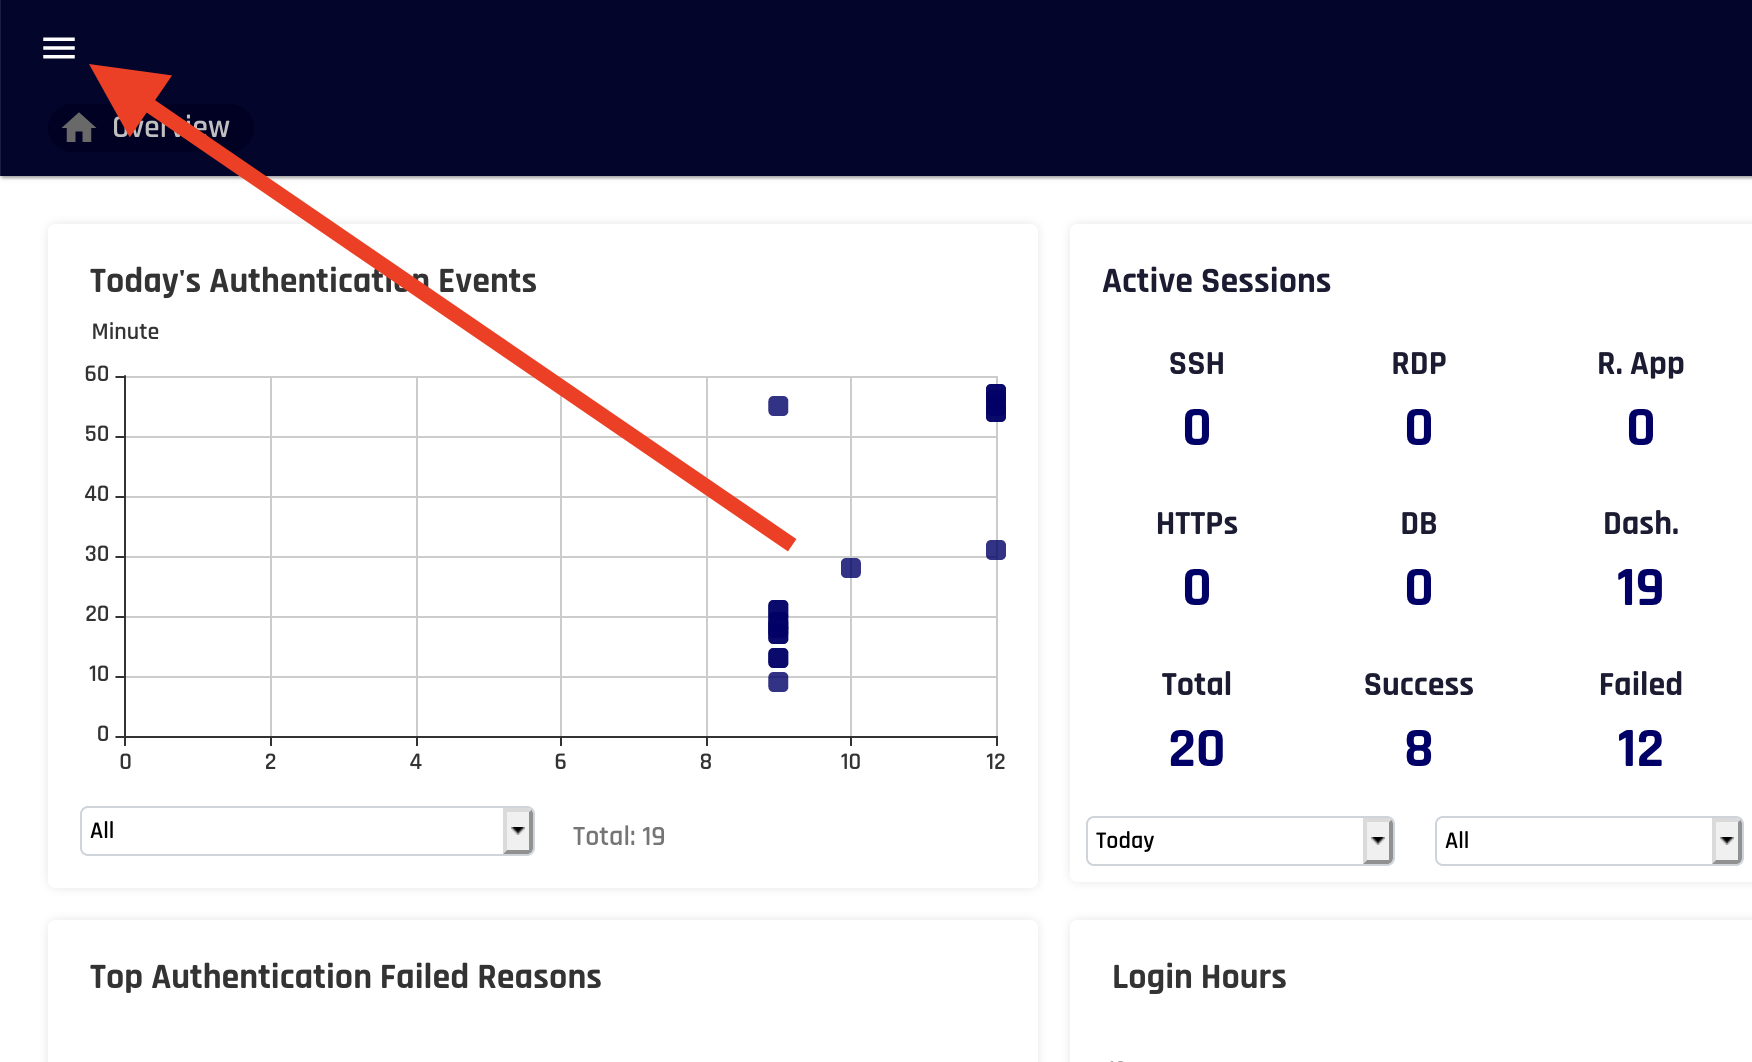 Overview
Today's Authentication Events
Minute
60
50
40
30
20
10
0
0 2 4 6 8 10 12
All
Total: 19
Active Sessions
SSH RDP R. App
0 0 0
HTTPs DB Dash.
0 0 19
Total Success Failed
20 8 12
Today All
Top Authentication Failed Reasons
Login Hours